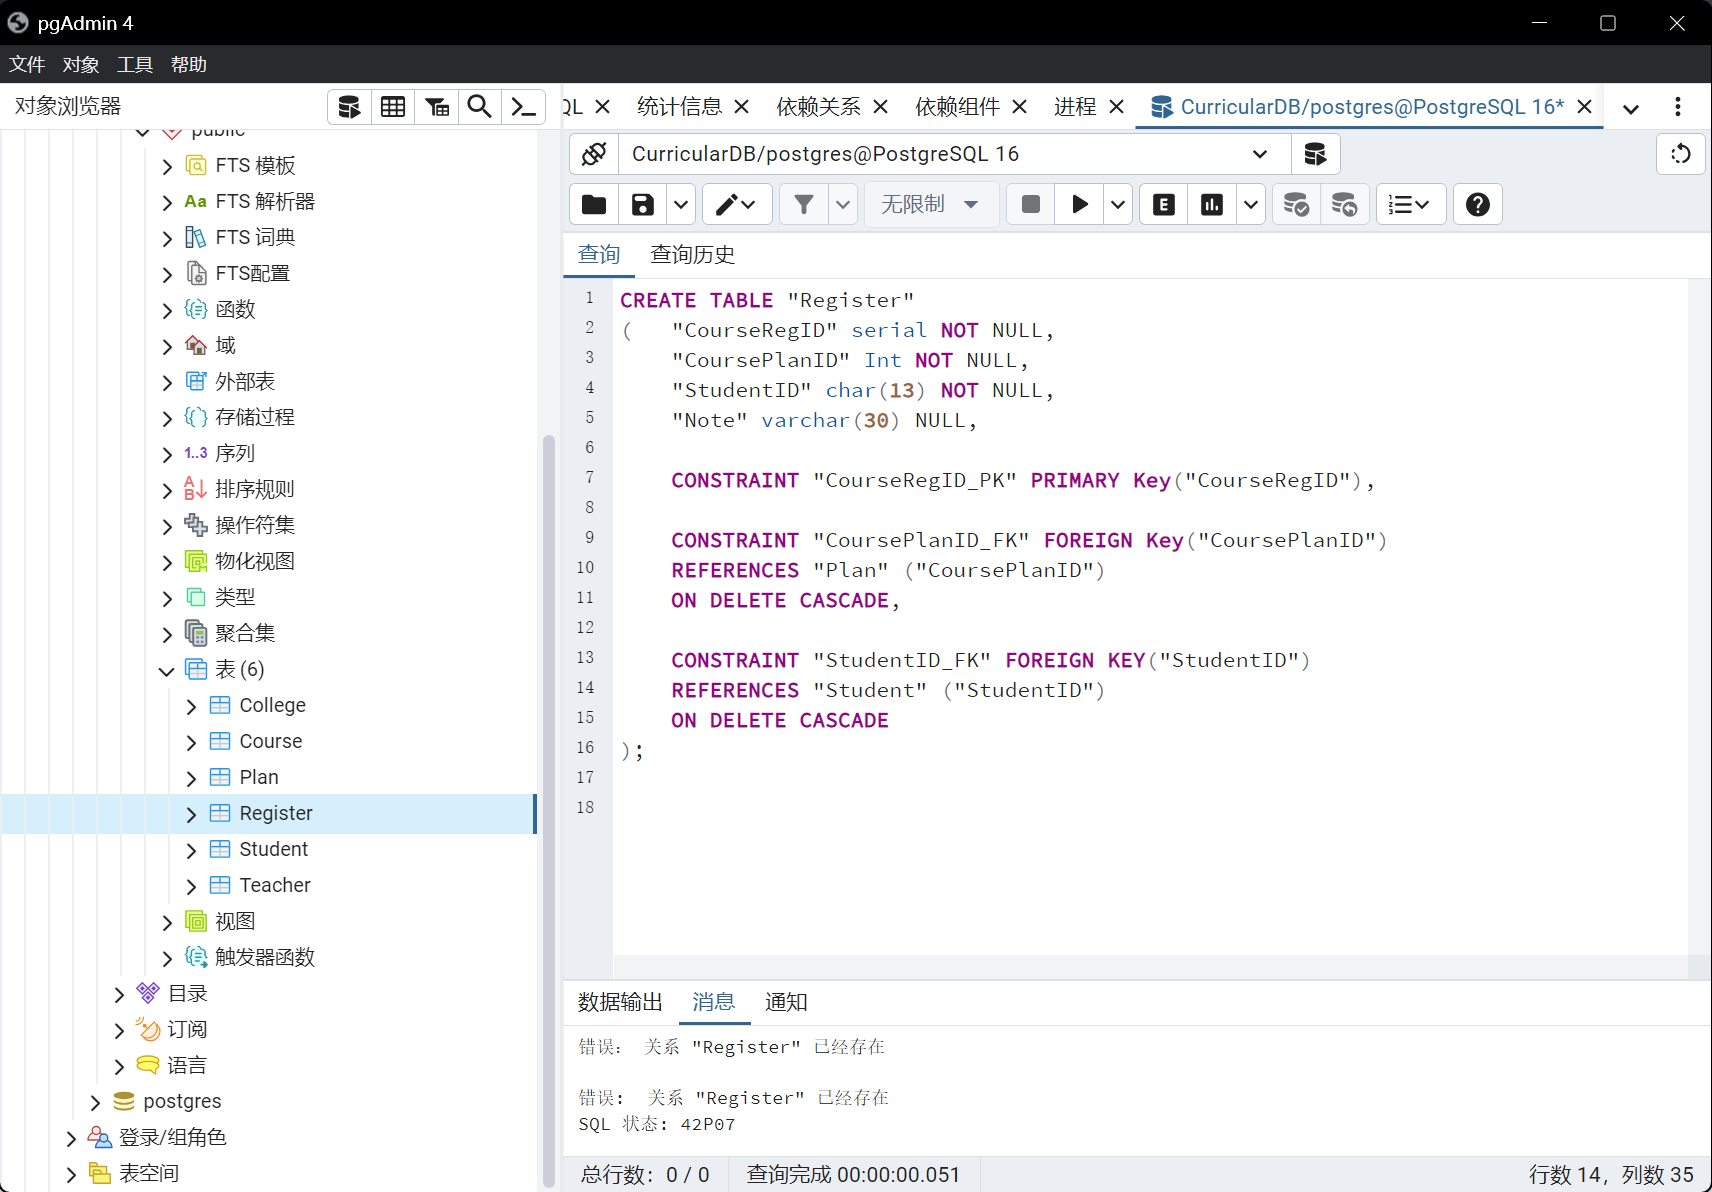 pgAdmin 4
文件 对象 工具 帮助
对象浏览器
QL 统计信息 依赖关系 依赖组件 进程 CurricularDB/postgres@PostgreSQL 16*
CurricularDB/postgres@PostgreSQL 16
无限制
查询 查询历史
public
FTS 模板
Aa FTS 解析器
FTS 词典
FTS配置
函数
域
外部表
存储过程
1..3 序列
排序规则
操作符集
物化视图
类型
聚合集
表 (6)
College
Course
Plan
Register
Student
Teacher
视图
触发器函数
目录
订阅
语言
postgres
登录/组角色
表空间
1 CREATE TABLE "Register"
2 (   "CourseRegID" serial NOT NULL,
3     "CoursePlanID" Int NOT NULL,
4     "StudentID" char(13) NOT NULL,
5     "Note" varchar(30) NULL,
6
7     CONSTRAINT "CourseRegID_PK" PRIMARY Key("CourseRegID"),
8
9     CONSTRAINT "CoursePlanID_FK" FOREIGN Key("CoursePlanID")
10     REFERENCES "Plan" ("CoursePlanID")
11     ON DELETE CASCADE,
12
13     CONSTRAINT "StudentID_FK" FOREIGN KEY("StudentID")
14     REFERENCES "Student" ("StudentID")
15     ON DELETE CASCADE
16 );
17
18
数据输出 消息 通知
错误: 关系 "Register" 已经存在
错误: 关系 "Register" 已经存在
SQL 状态: 42P07
总行数: 0 / 0 查询完成 00:00:00.051 行数 14, 列数 35